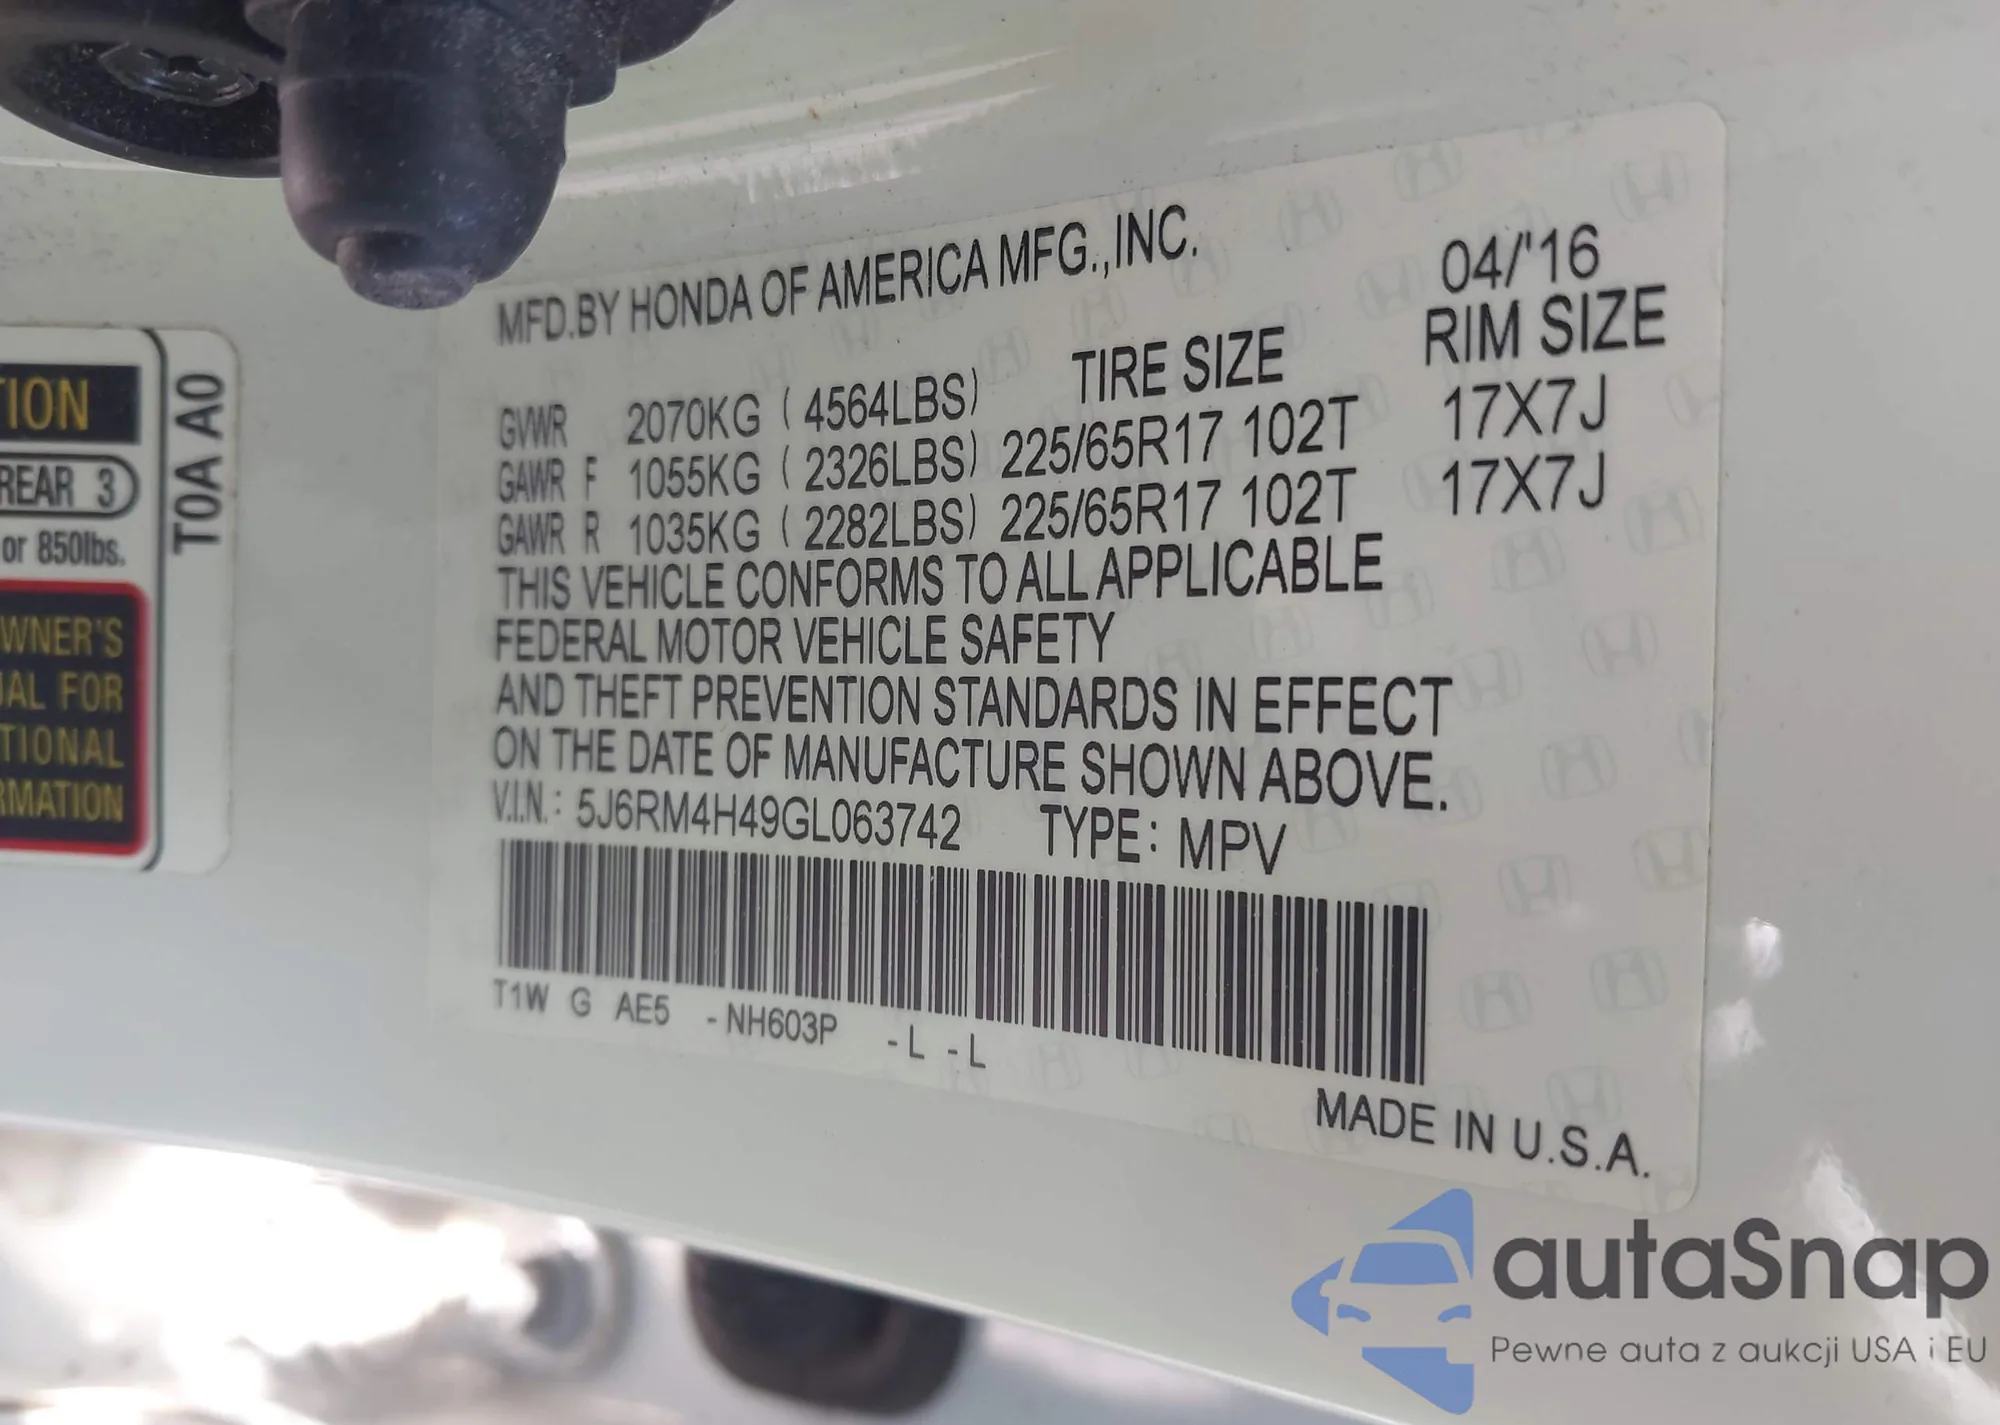 MFD.BY HONDA OF AMERICA MFG.,INC. 04/'16
TIRE SIZE RIM SIZE
GVWR 2070KG (4564LBS)
GAWR F 1055KG (2326LBS) 225/65R17 102T 17X7J
GAWR R 1035KG (2282LBS) 225/65R17 102T 17X7J
THIS VEHICLE CONFORMS TO ALL APPLICABLE
FEDERAL MOTOR VEHICLE SAFETY
AND THEFT PREVENTION STANDARDS IN EFFECT
ON THE DATE OF MANUFACTURE SHOWN ABOVE.
V.I.N.: 5J6RM4H49GL063742 TYPE: MPV
T1W G AE5 -NH603P -L -L
MADE IN U.S.A.
TION
REAR 3
or 850lbs.
WNER'S
UAL FOR
TIONAL
RMATION
T0A A0
autaSnap
Pewne auta z aukcji USA i EU